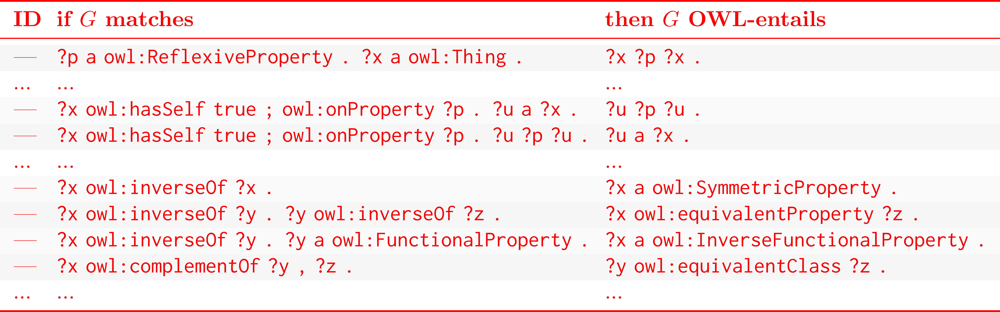 ID if G matches then G OWL-entails
— ?p a owl:ReflexiveProperty . ?x a owl:Thing . ?x ?p ?x .
... ... ...
— ?x owl:hasSelf true ; owl:onProperty ?p . ?u a ?x . ?u ?p ?u .
— ?x owl:hasSelf true ; owl:onProperty ?p . ?u ?p ?u . ?u a ?x .
... ... ...
— ?x owl:inverseOf ?x . ?x a owl:SymmetricProperty .
— ?x owl:inverseOf ?y . ?y owl:inverseOf ?z . ?x owl:equivalentProperty ?z .
— ?x owl:inverseOf ?y . ?y a owl:FunctionalProperty . ?x a owl:InverseFunctionalProperty .
— ?x owl:complementOf ?y , ?z . ?y owl:equivalentClass ?z .
... ... ...